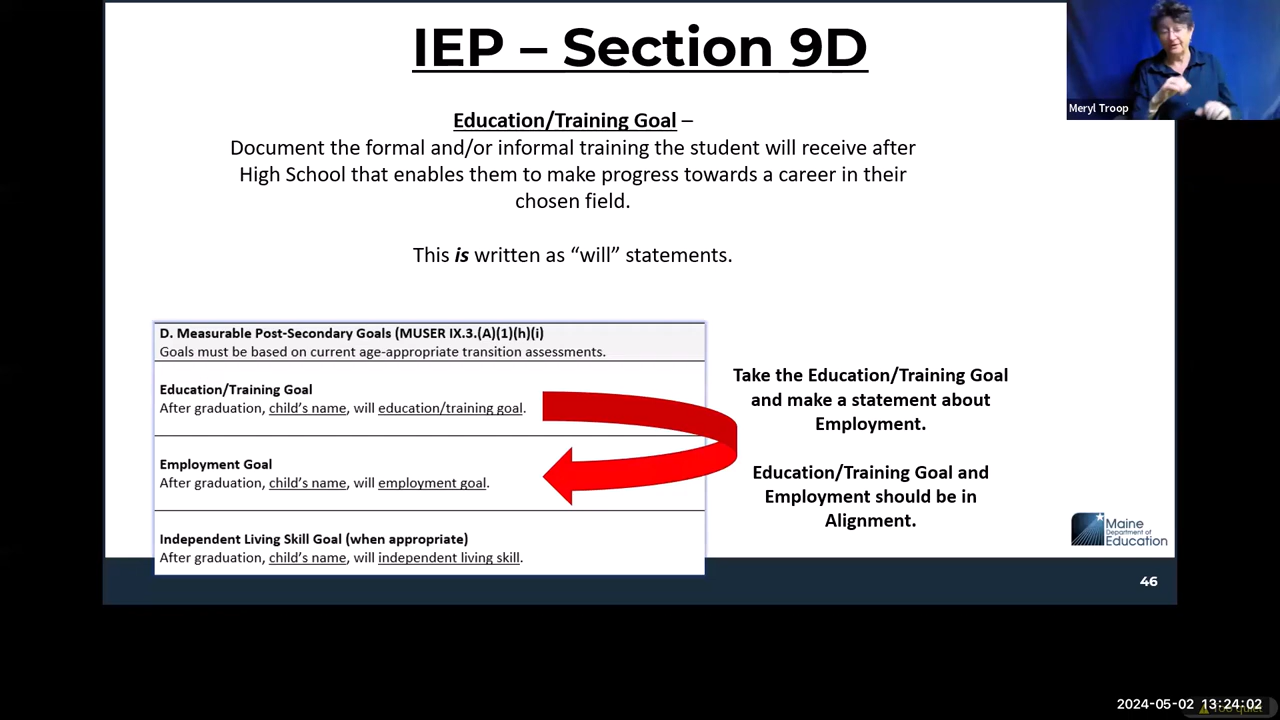 IEP – Section 9D
Meryl Troop
Education/Training Goal –
Document the formal and/or informal training the student will receive after
High School that enables them to make progress towards a career in their
chosen field.
This is written as “will” statements.
D. Measurable Post-Secondary Goals (MUSER IX.3.(A)(1)(h)(i)
Goals must be based on current age-appropriate transition assessments.
Education/Training Goal
After graduation, child’s name, will education/training goal.
Employment Goal
After graduation, child’s name, will employment goal.
Independent Living Skill Goal (when appropriate)
After graduation, child’s name, will independent living skill.
Take the Education/Training Goal
and make a statement about
Employment.
Education/Training Goal and
Employment should be in
Alignment.
Maine
Department of
Education
46
2024-05-02 13:24:02